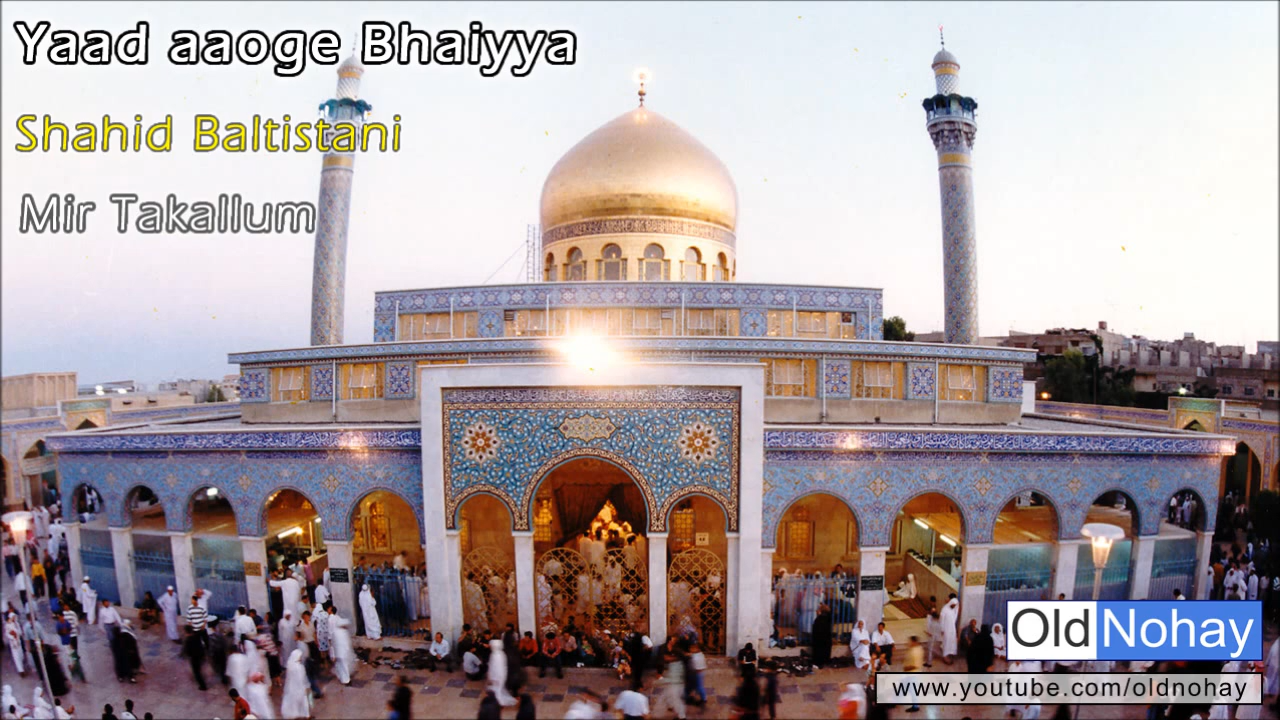 Yaad aaoge Bhaiyya
Shahid Baltistani
Mir Takallum
OldNohay
www.youtube.com/oldnohay